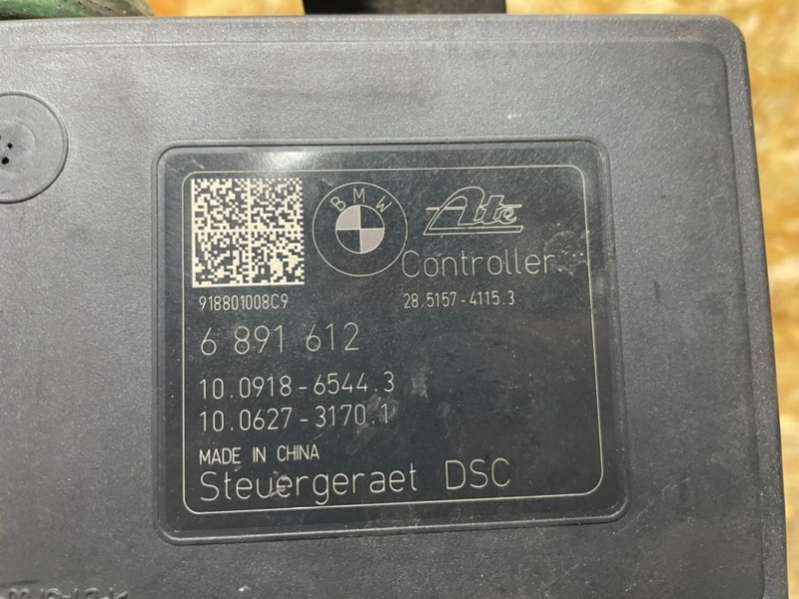 BMW
Ate
Controller
918801008C9
28.5157-4115.3
6 891 612
10.0918-6544.3
10.0627-3170.1
MADE IN CHINA
Steuergeraet DSC